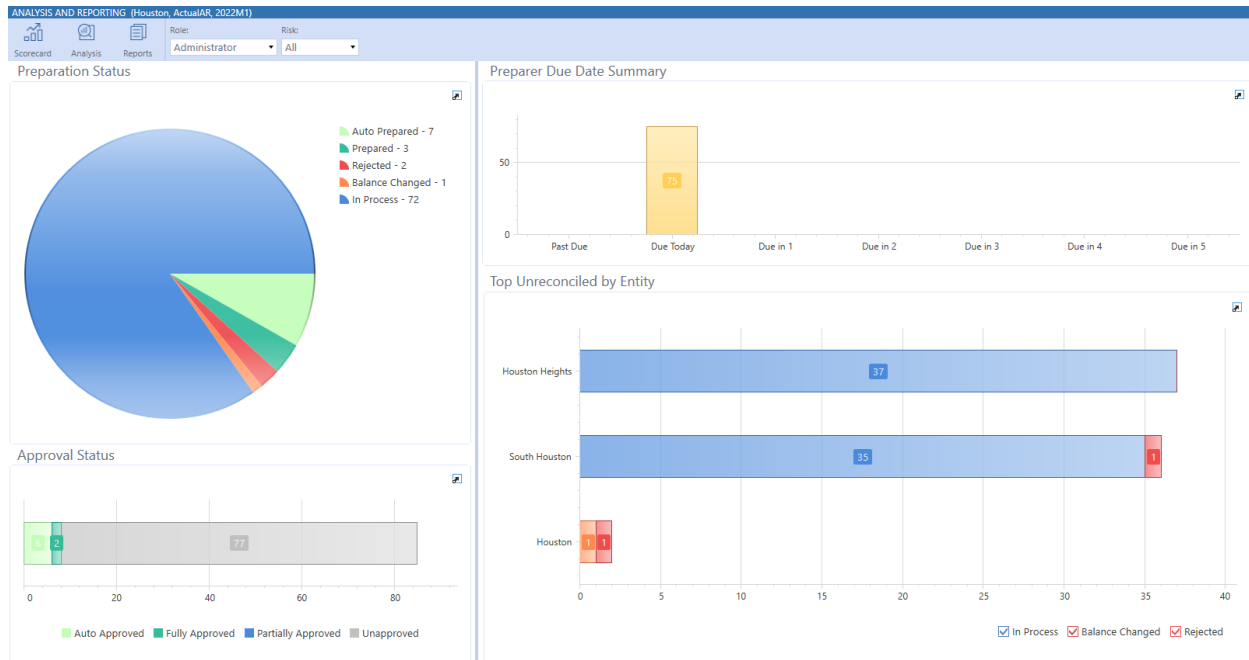 ANALYSIS AND REPORTING (Houston, ActualAR, 2022M1)
Scorecard
Analysis
Reports
Role:
Administrator
Risk:
All
Preparation Status
Auto Prepared - 7
Prepared - 3
Rejected - 2
Balance Changed - 1
In Process - 72
Approval Status
6 2 77
0 20 40 60 80
Auto Approved Fully Approved Partially Approved Unapproved
Preparer Due Date Summary
50
75
0
Past Due Due Today Due in 1 Due in 2 Due in 3 Due in 4 Due in 5
Top Unreconciled by Entity
Houston Heights 37
South Houston 35 1
Houston 1 1
0 5 10 15 20 25 30 35 40
In Process Balance Changed Rejected